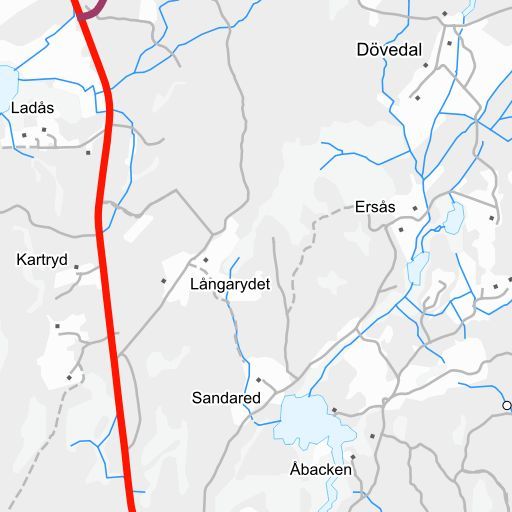 Dövedal
Ladås
Ersås
Kartryd
Långarydet
Sandared
Åbacken